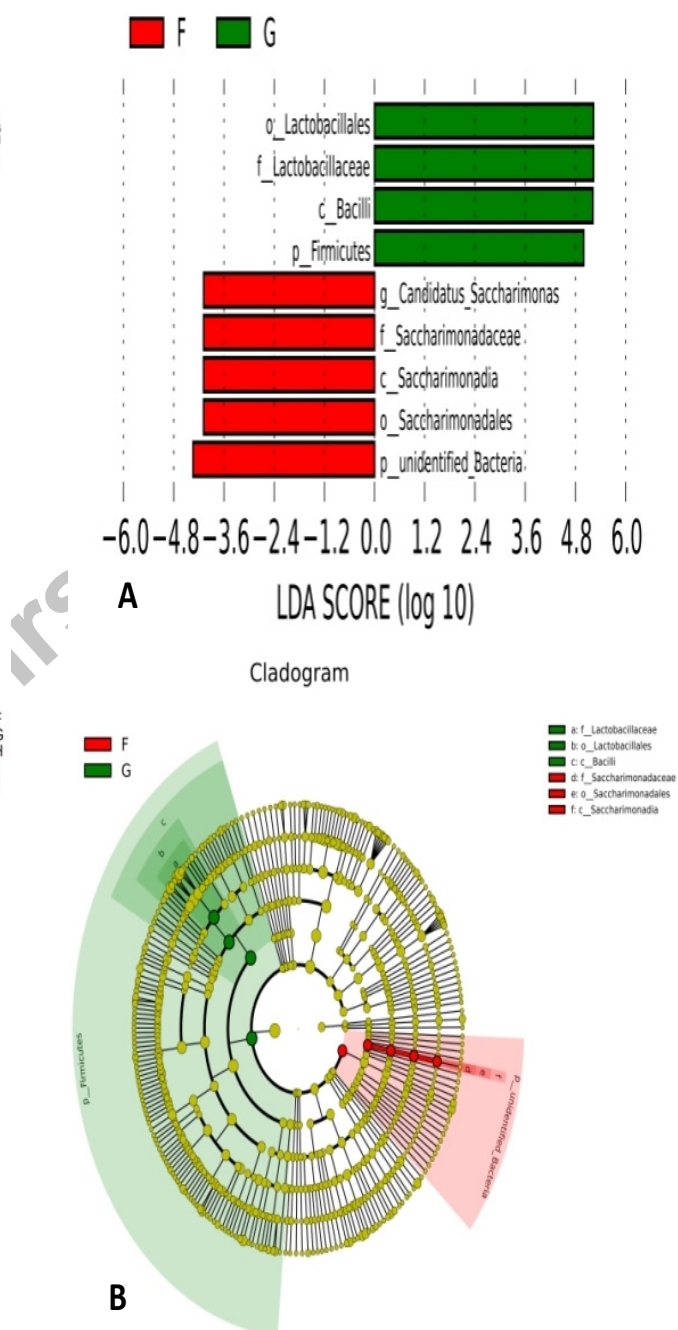 F G
o_Lactobacillales
f_Lactobacillaceae
c_Bacilli
p_Firmicutes
g_Candidatus_Saccharimonas
f_Saccharimonadaceae
c_Saccharimonadia
o_Saccharimonadales
p_unidentified_Bacteria
−6.0 −4.8 −3.6 −2.4 −1.2 0.0 1.2 2.4 3.6 4.8 6.0
A
LDA SCORE (log 10)
Cladogram
F
G
a: f_Lactobacillaceae
b: o_Lactobacillales
c: c_Bacilli
d: f_Saccharimonadaceae
e: o_Saccharimonadales
f: c_Saccharimonadia
c
b
a
p_Firmicutes
d e f
p_unidentified_Bacteria
B